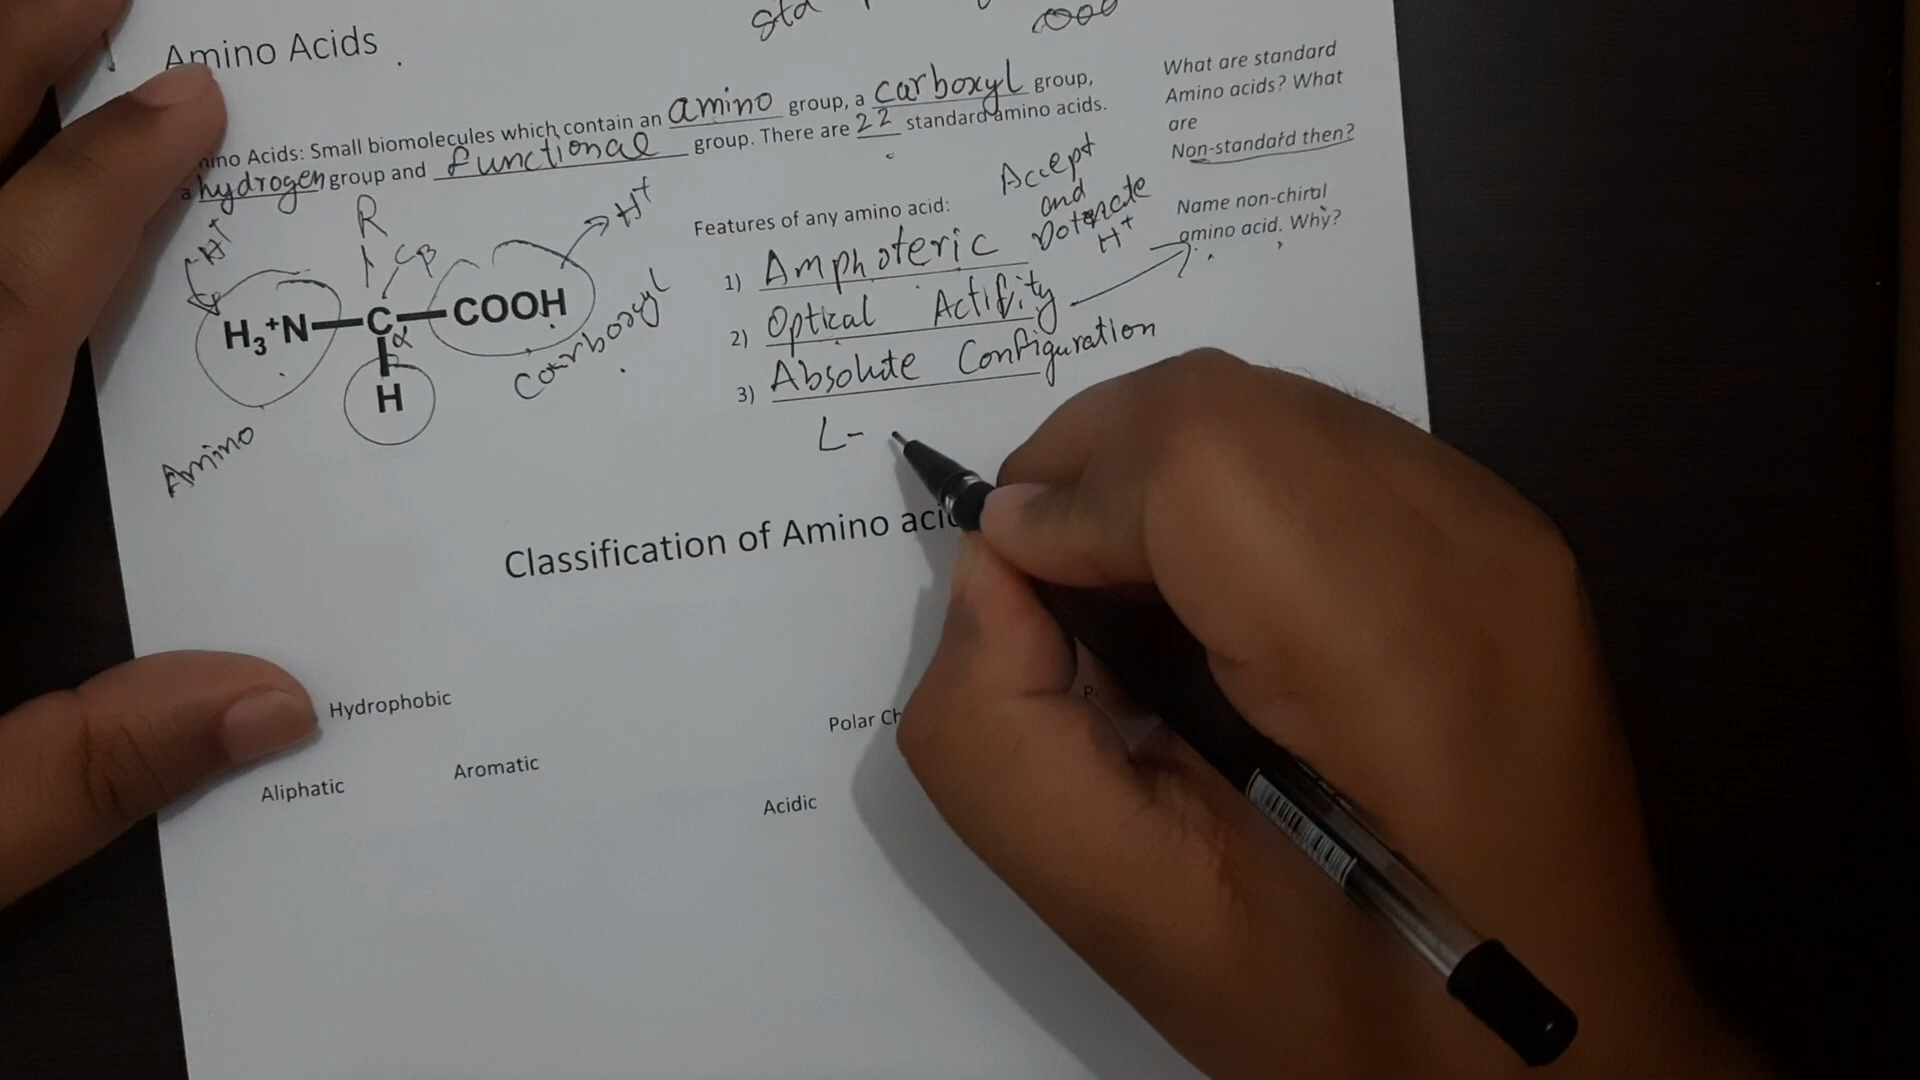 Amino Acids
nino Acids: Small biomolecules which contain an amino group, a carboxyl group,
a hydrogen group and functional group. There are 22 standard amino acids.
What are standard
Amino acids? What
are
Non-standard then?
Name non-chiral
amino acid. Why?
Accept
and
H+
Features of any amino acid:
1) Amphoteric
2) Optical Actifity
3) Absolute Configuration
L-
R
Cβ
H+
H+
H3+N C COOH
α
H
Amino
Carboxyl
Classification of Amino aci
Hydrophobic
Polar Ch
P
Aliphatic
Aromatic
Acidic